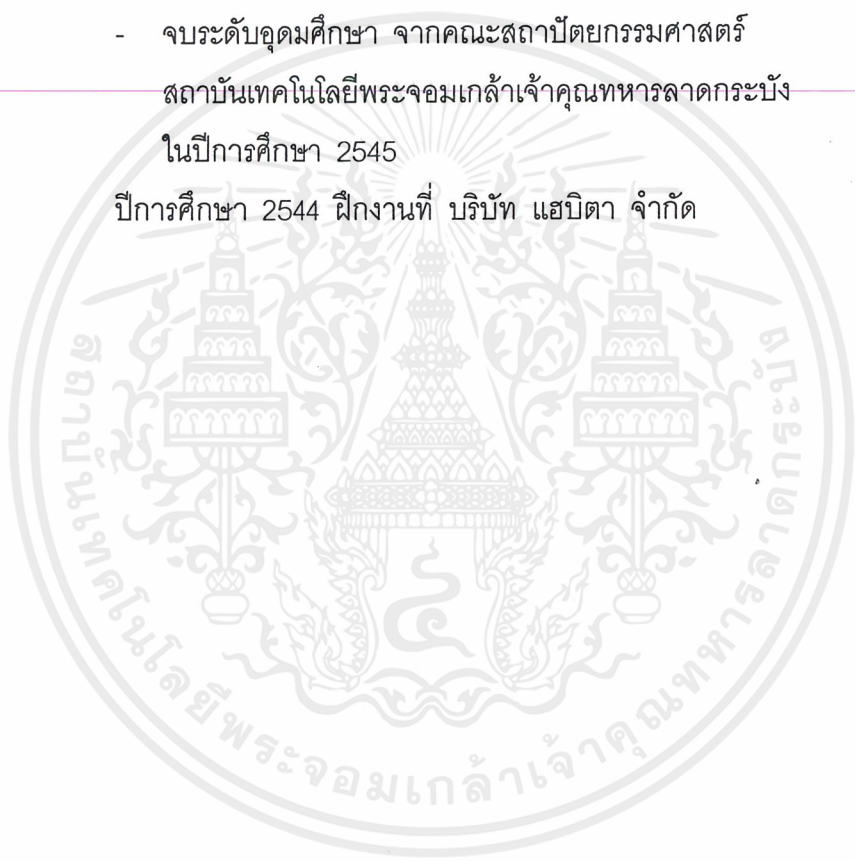 - จบระดับอุดมศึกษา จากคณะสถาปัตยกรรมศาสตร์
สถาบันเทคโนโลยีพระจอมเกล้าเจ้าคุณทหารลาดกระบัง
ในปีการศึกษา 2545
ปีการศึกษา 2544 ฝึกงานที่ บริบัท แฮบิตา จำกัด
สถาบันเทคโนโลยีพระจอมเกล้าเจ้าคุณทหารลาดกระบัง
๔